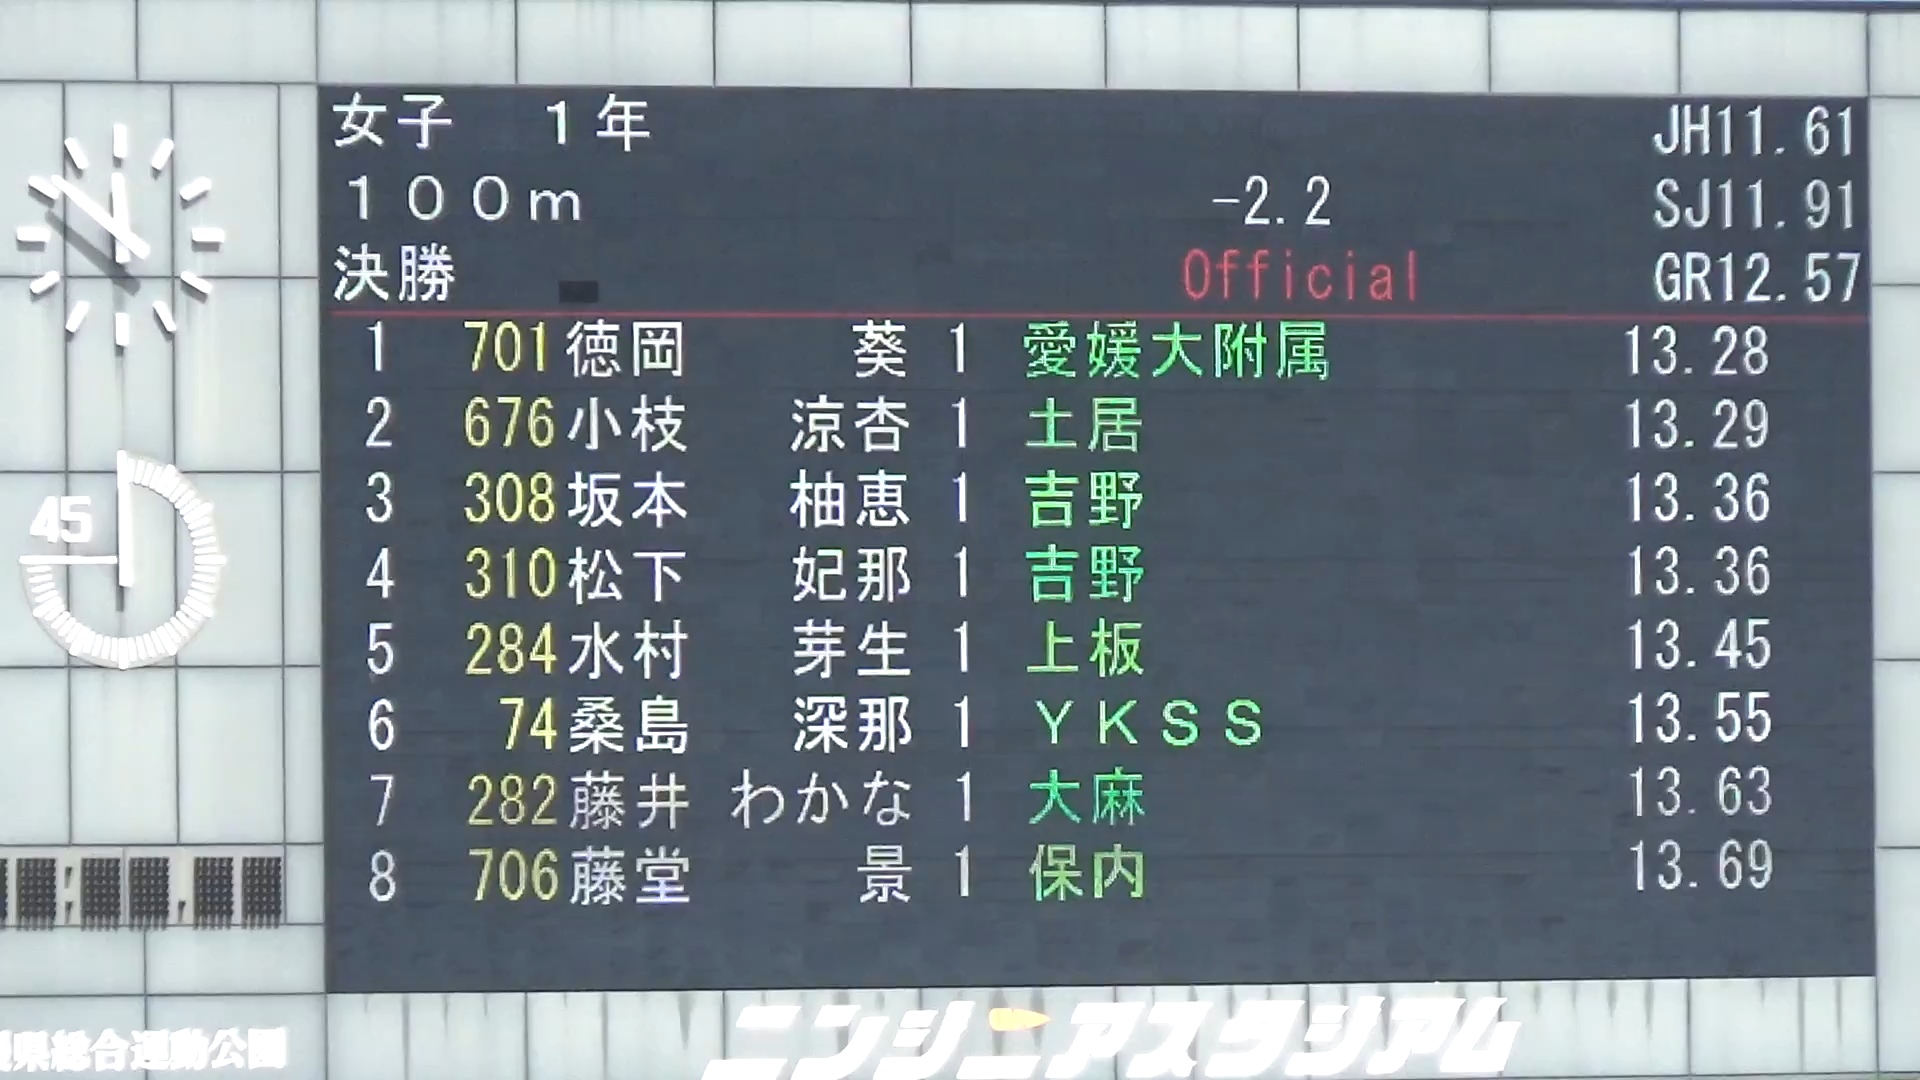 女子 1年 JH11.61
100m -2.2 SJ11.91
決勝 Official GR12.57
1 701 徳岡 葵 1 愛媛大附属 13.28
2 676 小枝 涼杏 1 土居 13.29
3 308 坂本 柚恵 1 吉野 13.36
4 310 松下 妃那 1 吉野 13.36
5 284 水村 芽生 1 上板 13.45
6 74 桑島 深那 1 YKSS 13.55
7 282 藤井 わかな 1 大麻 13.63
8 706 藤堂 景 1 保内 13.69
45
県総合運動公園
ニンジニアスタジアム